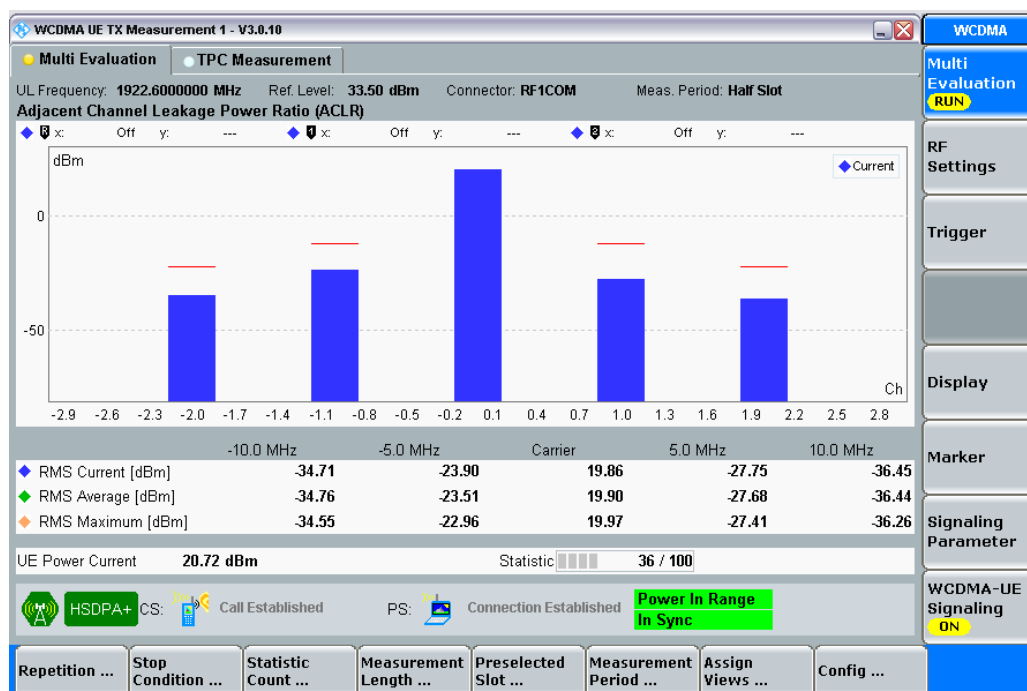 WCDMA UE TX Measurement 1 - V3.0.10
WCDMA
Multi Evaluation TPC Measurement
UL Frequency: 1922.6000000 MHz Ref. Level: 33.50 dBm Connector: RF1COM Meas. Period: Half Slot
Adjacent Channel Leakage Power Ratio (ACLR)
R x: Off y: --- 1 x: Off y: --- 2 x: Off y: ---
dBm
Current
0
-50
Ch
-2.9 -2.6 -2.3 -2.0 -1.7 -1.4 -1.1 -0.8 -0.5 -0.2 0.1 0.4 0.7 1.0 1.3 1.6 1.9 2.2 2.5 2.8
-10.0 MHz -5.0 MHz Carrier 5.0 MHz 10.0 MHz
RMS Current [dBm] -34.71 -23.90 19.86 -27.75 -36.45
RMS Average [dBm] -34.76 -23.51 19.90 -27.68 -36.44
RMS Maximum [dBm] -34.55 -22.96 19.97 -27.41 -36.26
UE Power Current 20.72 dBm Statistic 36 / 100
HSDPA+ CS: Call Established PS: Connection Established
Power In Range
In Sync
Multi
Evaluation
RUN
RF
Settings
Trigger
Display
Marker
Signaling
Parameter
WCDMA-UE
Signaling
ON
Repetition ...
Stop
Condition ...
Statistic
Count ...
Measurement
Length ...
Preselected
Slot ...
Measurement
Period ...
Assign
Views ...
Config ...